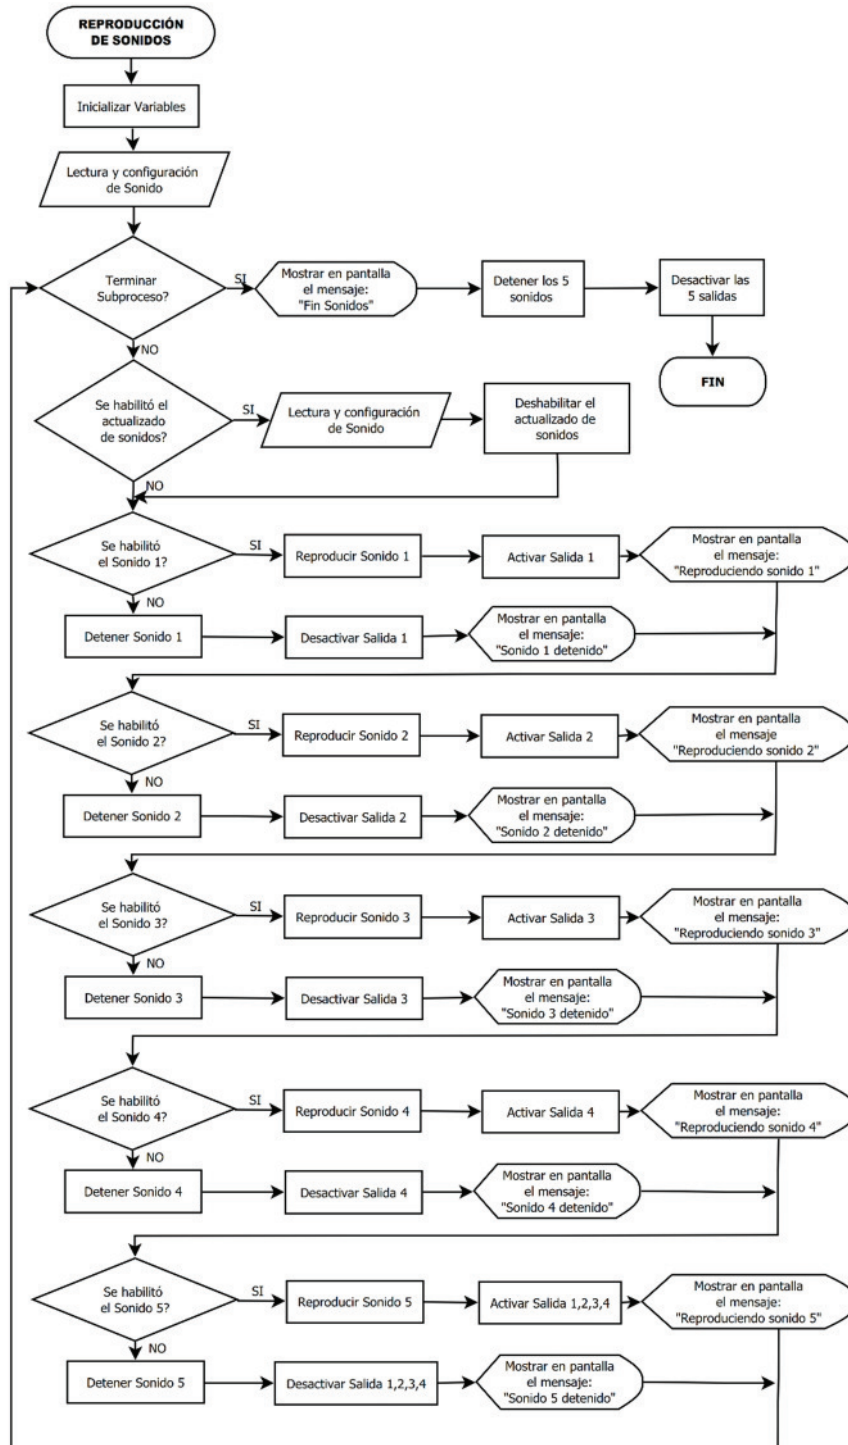 REPRODUCCIÓN
DE SONIDOS
Inicializar Variables
Lectura y configuración
de Sonido
Terminar
Subproceso?
SI
Mostrar en pantalla
el mensaje:
"Fin Sonidos"
Detener los 5
sonidos
Desactivar las
5 salidas
FIN
NO
Se habilitó el
actualizado
de sonidos?
SI
Lectura y configuración
de Sonido
Deshabilitar el
actualizado de
sonidos
NO
Se habilitó
el Sonido 1?
SI
Reproducir Sonido 1
Activar Salida 1
Mostrar en pantalla
el mensaje:
"Reproduciendo sonido 1"
NO
Detener Sonido 1
Desactivar Salida 1
Mostrar en pantalla
el mensaje:
"Sonido 1 detenido"
Se habilitó
el Sonido 2?
SI
Reproducir Sonido 2
Activar Salida 2
Mostrar en pantalla
el mensaje
"Reproduciendo sonido 2"
NO
Detener Sonido 2
Desactivar Salida 2
Mostrar en pantalla
el mensaje:
"Sonido 2 detenido"
Se habilitó
el Sonido 3?
SI
Reproducir Sonido 3
Activar Salida 3
Mostrar en pantalla
el mensaje:
"Reproduciendo sonido 3"
NO
Detener Sonido 3
Desactivar Salida 3
Mostrar en pantalla
el mensaje:
"Sonido 3 detenido"
Se habilitó
el Sonido 4?
SI
Reproducir Sonido 4
Activar Salida 4
Mostrar en pantalla
el mensaje:
"Reproduciendo sonido 4"
NO
Detener Sonido 4
Desactivar Salida 4
Mostrar en pantalla
el mensaje:
"Sonido 4 detenido"
Se habilitó
el Sonido 5?
SI
Reproducir Sonido 5
Activar Salida 1,2,3,4
Mostrar en pantalla
el mensaje:
"Reproduciendo sonido 5"
NO
Detener Sonido 5
Desactivar Salida 1,2,3,4
Mostrar en pantalla
el mensaje:
"Sonido 5 detenido"